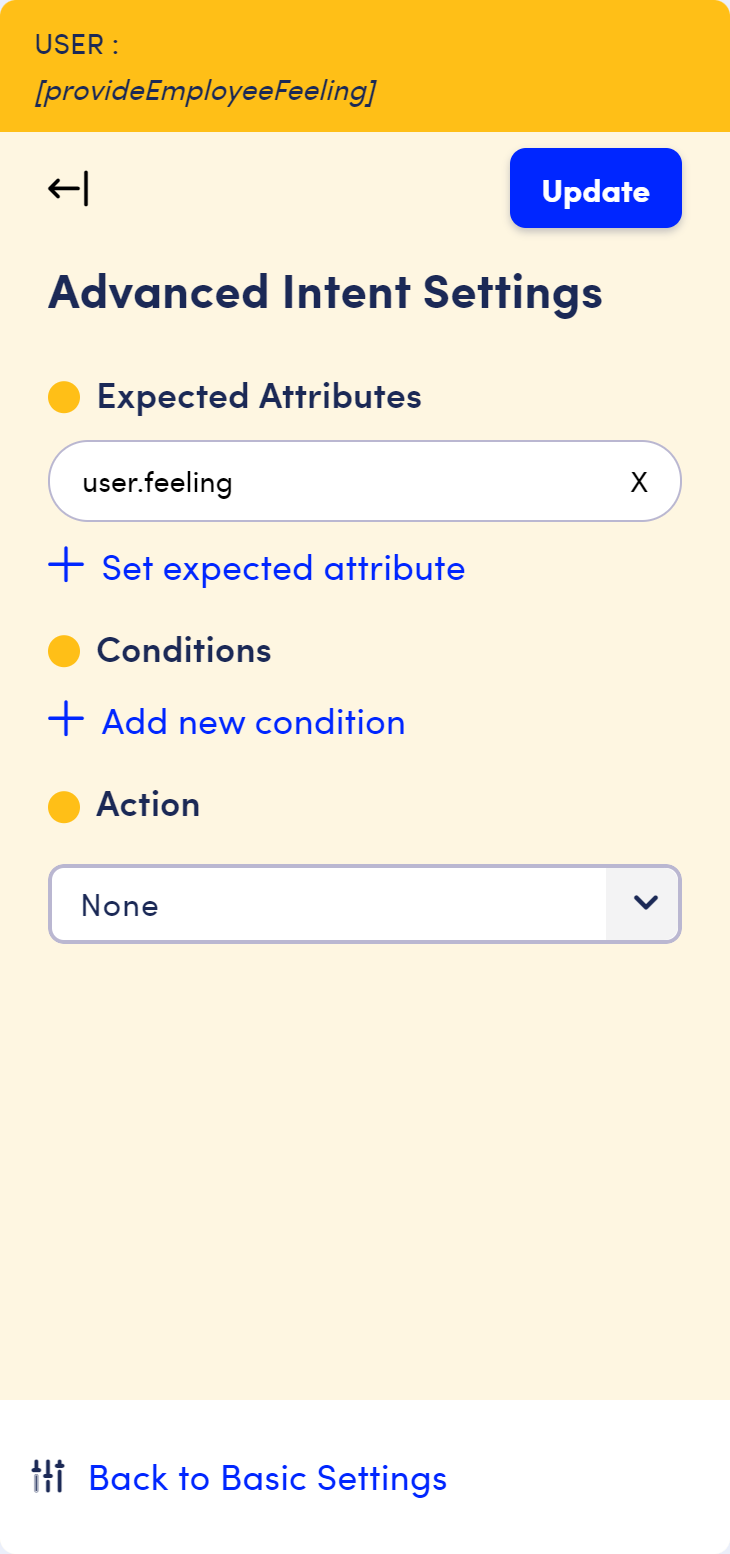 USER :
[provideEmployeeFeeling]
Update
Advanced Intent Settings
Expected Attributes
user.feeling X
Set expected attribute
Conditions
Add new condition
Action
None
Back to Basic Settings